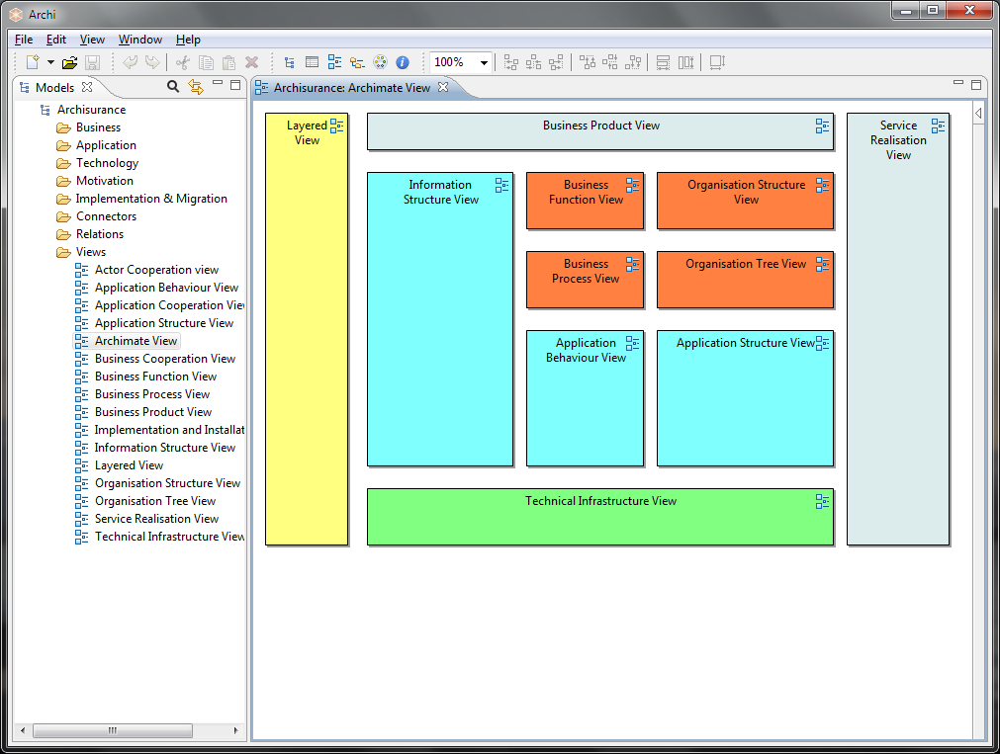 Archi
File Edit View Window Help
100%
Models
Archisurance: Archimate View
Archisurance
Business
Application
Technology
Motivation
Implementation & Migration
Connectors
Relations
Views
Actor Cooperation view
Application Behaviour View
Application Cooperation View
Application Structure View
Archimate View
Business Cooperation View
Business Function View
Business Process View
Business Product View
Implementation and Installat
Information Structure View
Layered View
Organisation Structure View
Organisation Tree View
Service Realisation View
Technical Infrastructure View
Layered
View
Business Product View
Service
Realisation
View
Information
Structure View
Business
Function View
Organisation Structure
View
Business
Process View
Organisation Tree View
Application
Behaviour View
Application Structure View
Technical Infrastructure View